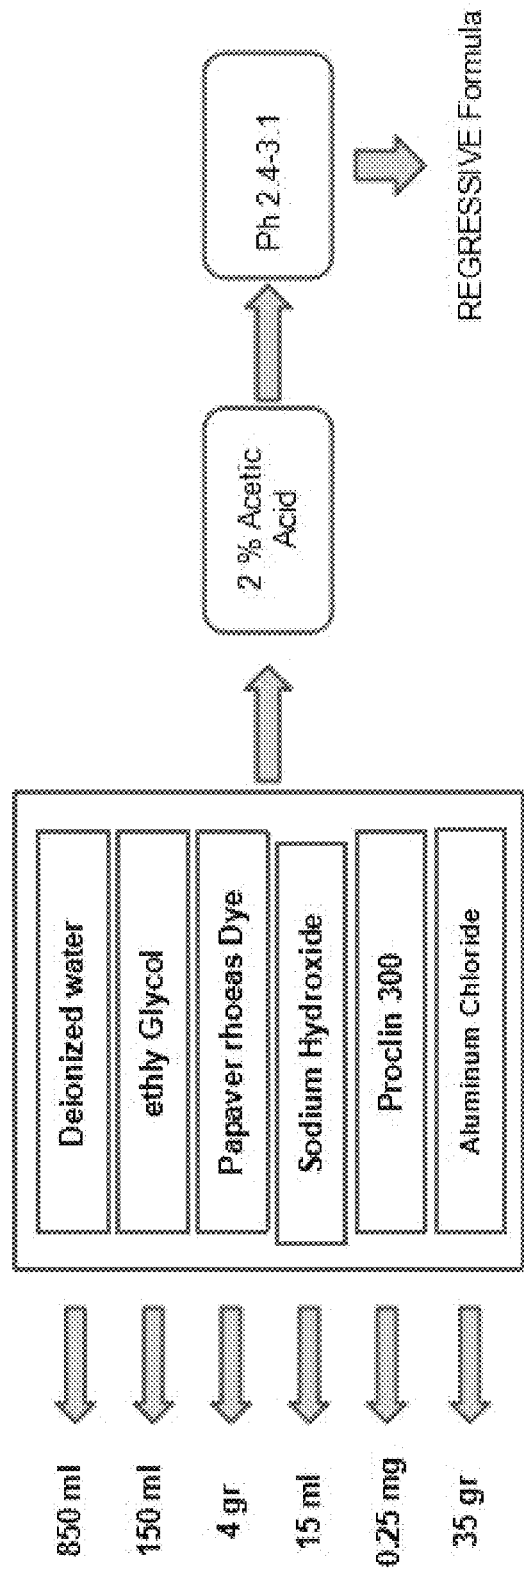 850 ml
Deionized water
150 ml
ethly Glycol
4 gr
Papaver rhoeas Dye
15 ml
Sodium Hydroxide
0.25 mg
Proclin 300
35 gr
Aluminum Chloride
2 % Acetic
Acid
Ph 2.4-3.1
REGRESSIVE Formula